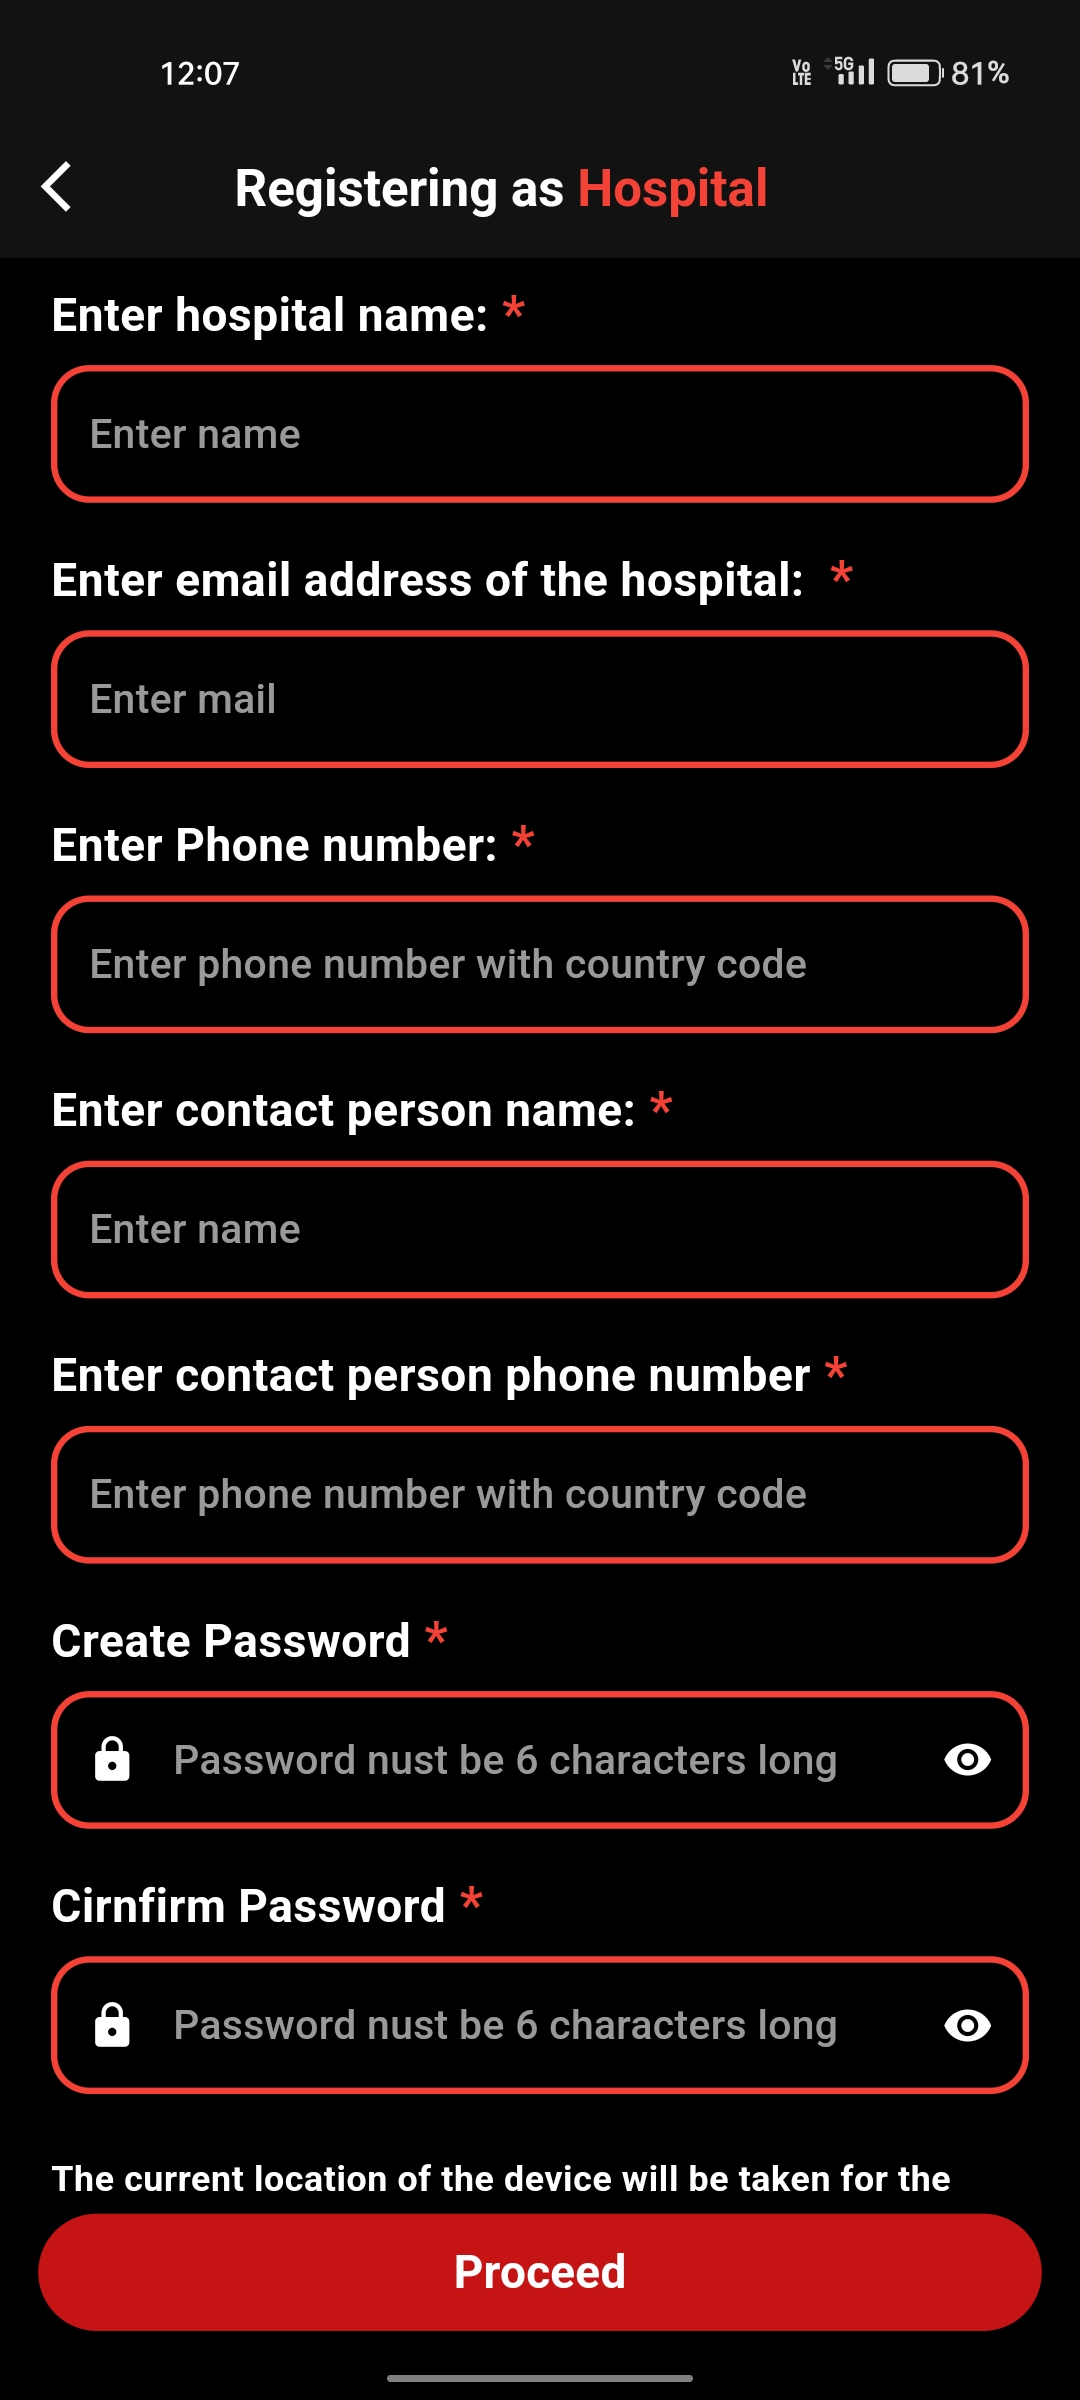 12:07 Vo LTE 5G 81%
Registering as Hospital
Enter hospital name: *
Enter name
Enter email address of the hospital: *
Enter mail
Enter Phone number: *
Enter phone number with country code
Enter contact person name: *
Enter name
Enter contact person phone number *
Enter phone number with country code
Create Password *
Password nust be 6 characters long
Cirnfirm Password *
Password nust be 6 characters long
The current location of the device will be taken for the
Proceed